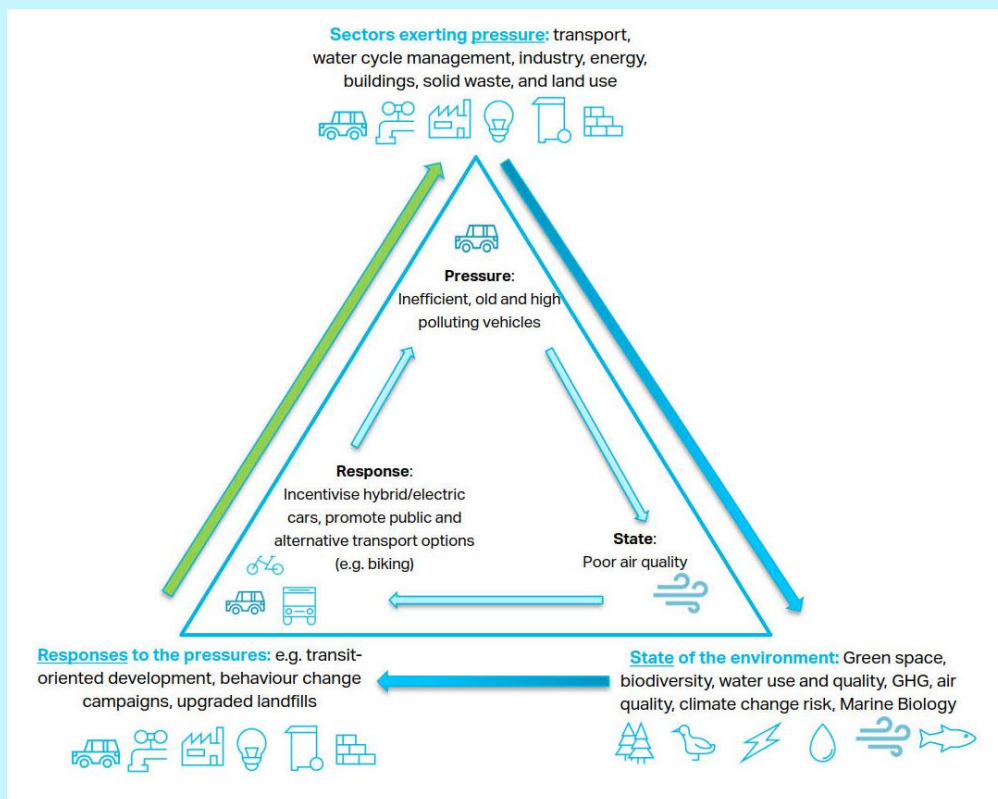 Sectors exerting pressure: transport,
water cycle management, industry, energy,
buildings, solid waste, and land use
Pressure:
Inefficient, old and high
polluting vehicles
Response:
Incentivise hybrid/electric
cars, promote public and
alternative transport options
(e.g. biking)
State:
Poor air quality
Responses to the pressures: e.g. transit-
oriented development, behaviour change
campaigns, upgraded landfills
State of the environment: Green space,
biodiversity, water use and quality, GHG, air
quality, climate change risk, Marine Biology